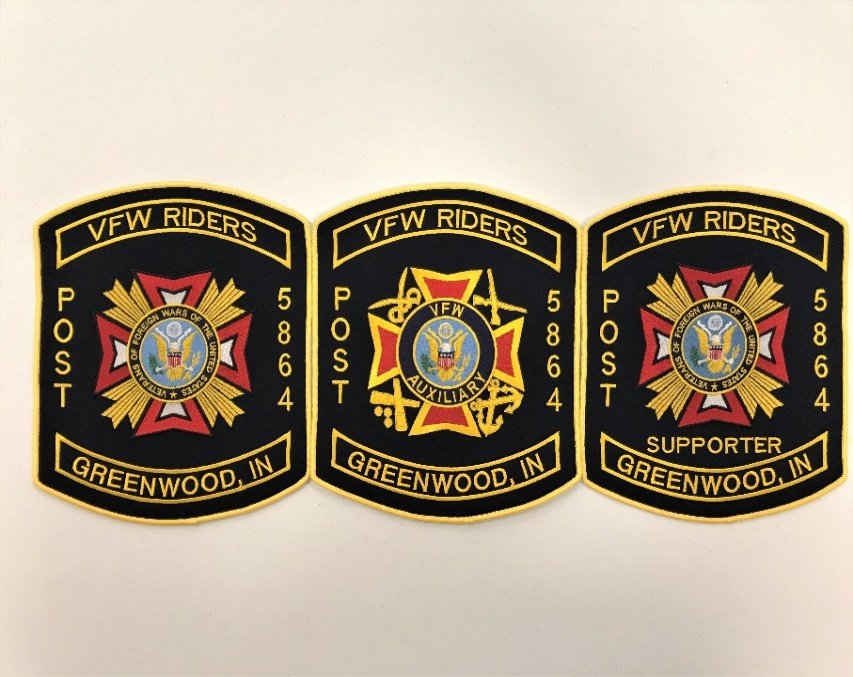 VFW RIDERS
POST
5864
VETERANS OF FOREIGN WARS OF THE UNITED STATES
GREENWOOD, IN
VFW RIDERS
POST
5864
VFW
AUXILIARY
GREENWOOD, IN
VFW RIDERS
POST
5864
VETERANS OF FOREIGN WARS OF THE UNITED STATES
SUPPORTER
GREENWOOD, IN